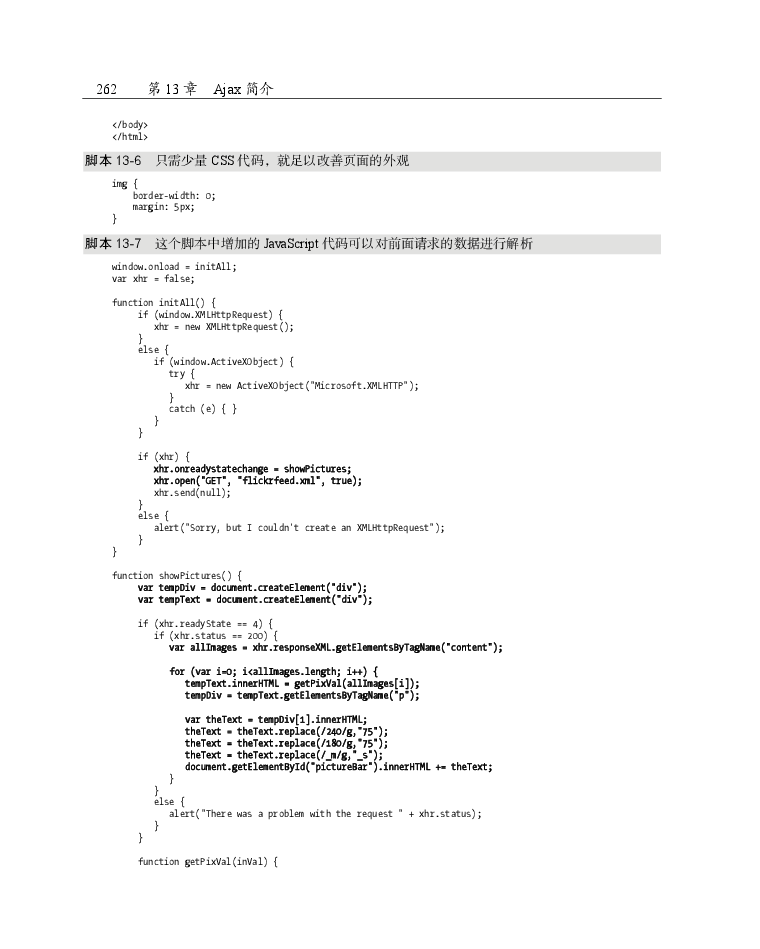 262 第 13 章 Ajax 简介
</body>
</html>
脚本 13-6 只需少量 CSS 代码，就足以改善页面的外观
img {
border-width: 0;
margin: 5px;
}
脚本 13-7 这个脚本中增加的 JavaScript 代码可以对前面请求的数据进行解析
window.onload = initAll;
var xhr = false;
function initAll() {
if (window.XMLHttpRequest) {
xhr = new XMLHttpRequest();
}
else {
if (window.ActiveXObject) {
try {
xhr = new ActiveXObject("Microsoft.XMLHTTP");
}
catch (e) { }
}
}
if (xhr) {
xhr.onreadystatechange = showPictures;
xhr.open("GET", "flickrfeed.xml", true);
xhr.send(null);
}
else {
alert("Sorry, but I couldn't create an XMLHttpRequest");
}
}
function showPictures() {
var tempDiv = document.createElement("div");
var tempText = document.createElement("div");
if (xhr.readyState == 4) {
if (xhr.status == 200) {
var allImages = xhr.responseXML.getElementsByTagName("content");
for (var i=0; i<allImages.length; i++) {
tempText.innerHTML = getPixVal(allImages[i]);
tempDiv = tempText.getElementsByTagName("p");
var theText = tempDiv[1].innerHTML;
theText = theText.replace(/240/g,"75");
theText = theText.replace(/180/g,"75");
theText = theText.replace(/_m/g,"_s");
document.getElementById("pictureBar").innerHTML += theText;
}
}
else {
alert("There was a problem with the request " + xhr.status);
}
}
function getPixVal(inVal) {